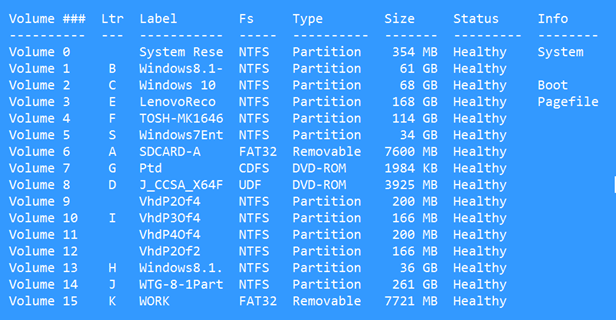 Volume ###  Ltr  Label        Fs     Type        Size     Status     Info
----------  ---  -----------  -----  ----------  -------  ---------  --------
Volume 0         System Rese  NTFS   Partition    354 MB  Healthy    System
Volume 1     B   Windows8.1-  NTFS   Partition     61 GB  Healthy
Volume 2     C   Windows 10   NTFS   Partition     68 GB  Healthy    Boot
Volume 3     E   LenovoReco   NTFS   Partition    168 GB  Healthy    Pagefile
Volume 4     F   TOSH-MK1646  NTFS   Partition    114 GB  Healthy
Volume 5     S   Windows7Ent  NTFS   Partition     34 GB  Healthy
Volume 6     A   SDCARD-A     FAT32  Removable   7600 MB  Healthy
Volume 7     G   Ptd          CDFS   DVD-ROM     1984 KB  Healthy
Volume 8     D   J_CCSA_X64F  UDF    DVD-ROM     3925 MB  Healthy
Volume 9         VhdP2Of4     NTFS   Partition    200 MB  Healthy
Volume 10    I   VhdP3Of4     NTFS   Partition    166 MB  Healthy
Volume 11        VhdP4Of4     NTFS   Partition    200 MB  Healthy
Volume 12        VhdP2Of2     NTFS   Partition    166 MB  Healthy
Volume 13    H   Windows8.1.  NTFS   Partition     36 GB  Healthy
Volume 14    J   WTG-8-1Part  NTFS   Partition    261 GB  Healthy
Volume 15    K   WORK         FAT32  Removable   7721 MB  Healthy